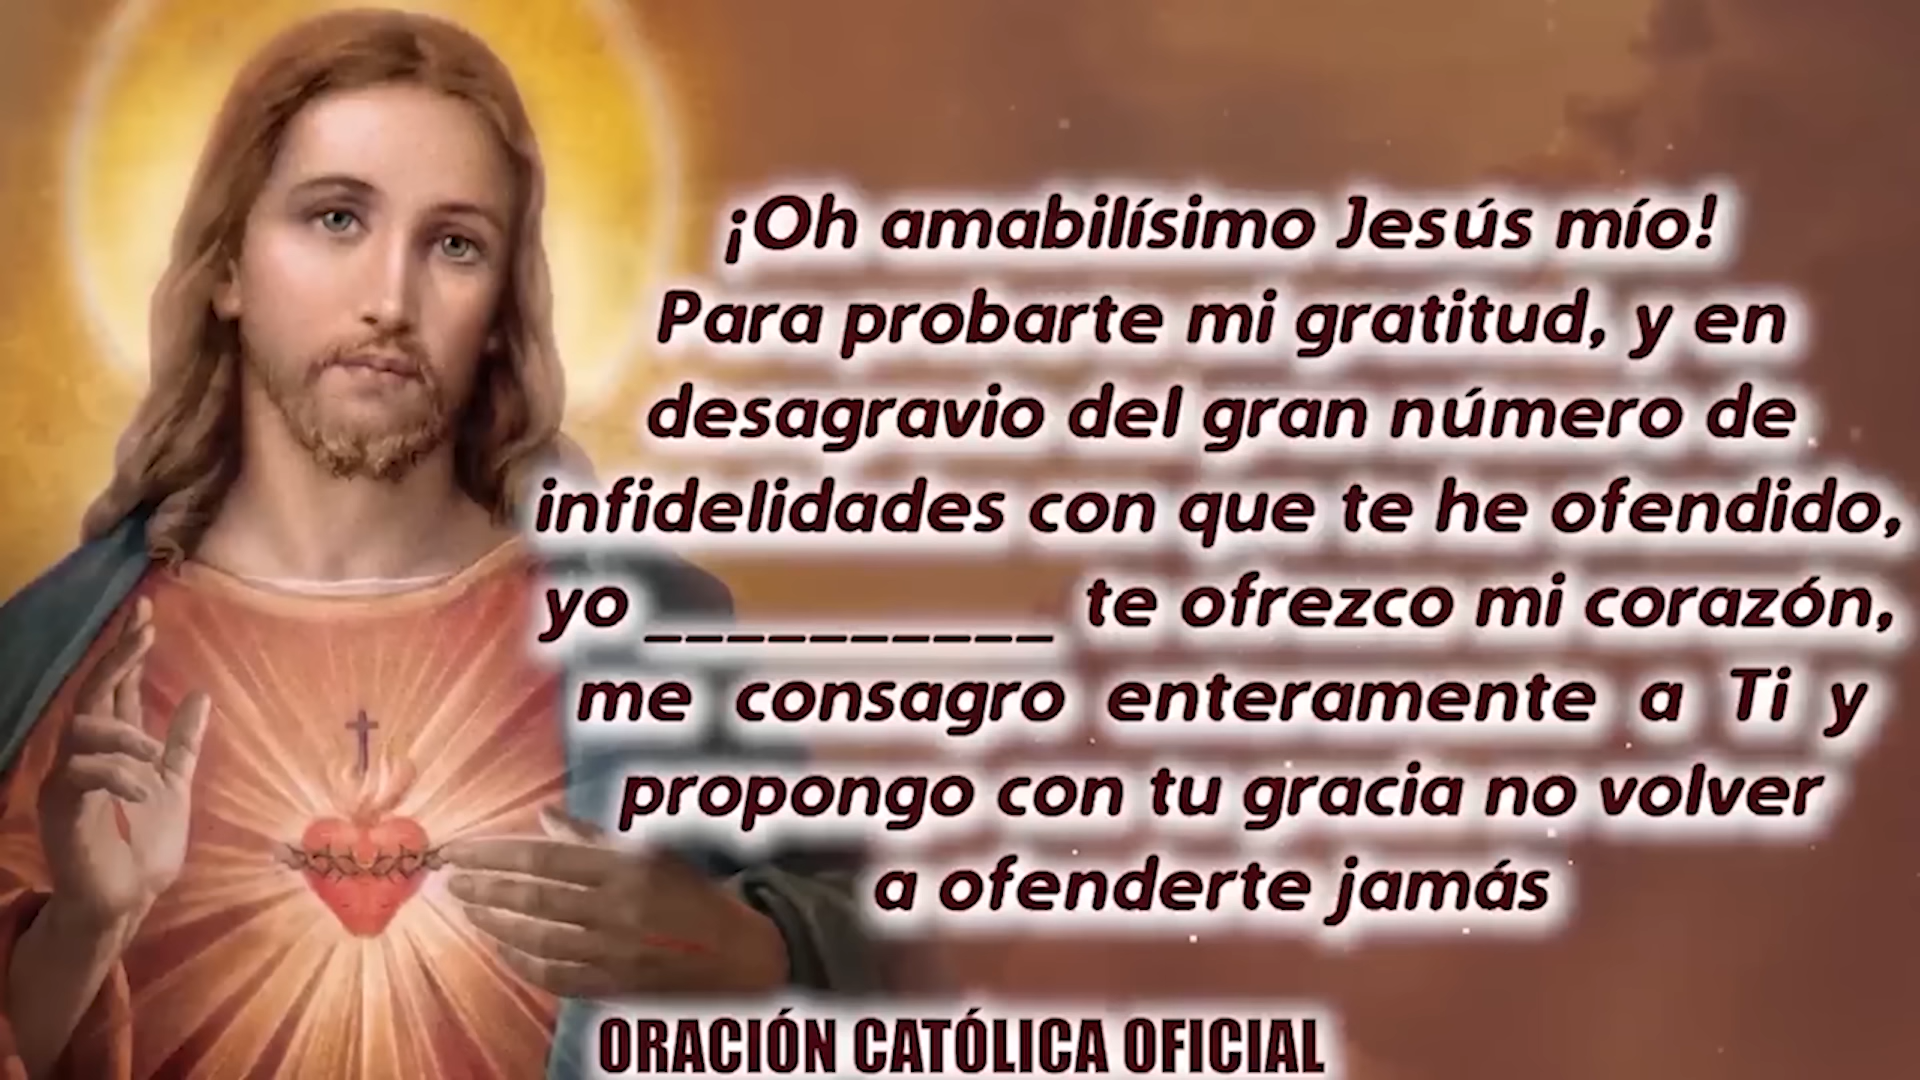 ¡Oh amabilísimo Jesús mío!
Para probarte mi gratitud, y en
desagravio del gran número de
infidelidades con que te he ofendido,
yo __________ te ofrezco mi corazón,
me consagro enteramente a Ti y
propongo con tu gracia no volver
a ofenderte jamás
ORACIÓN CATÓLICA OFICIAL